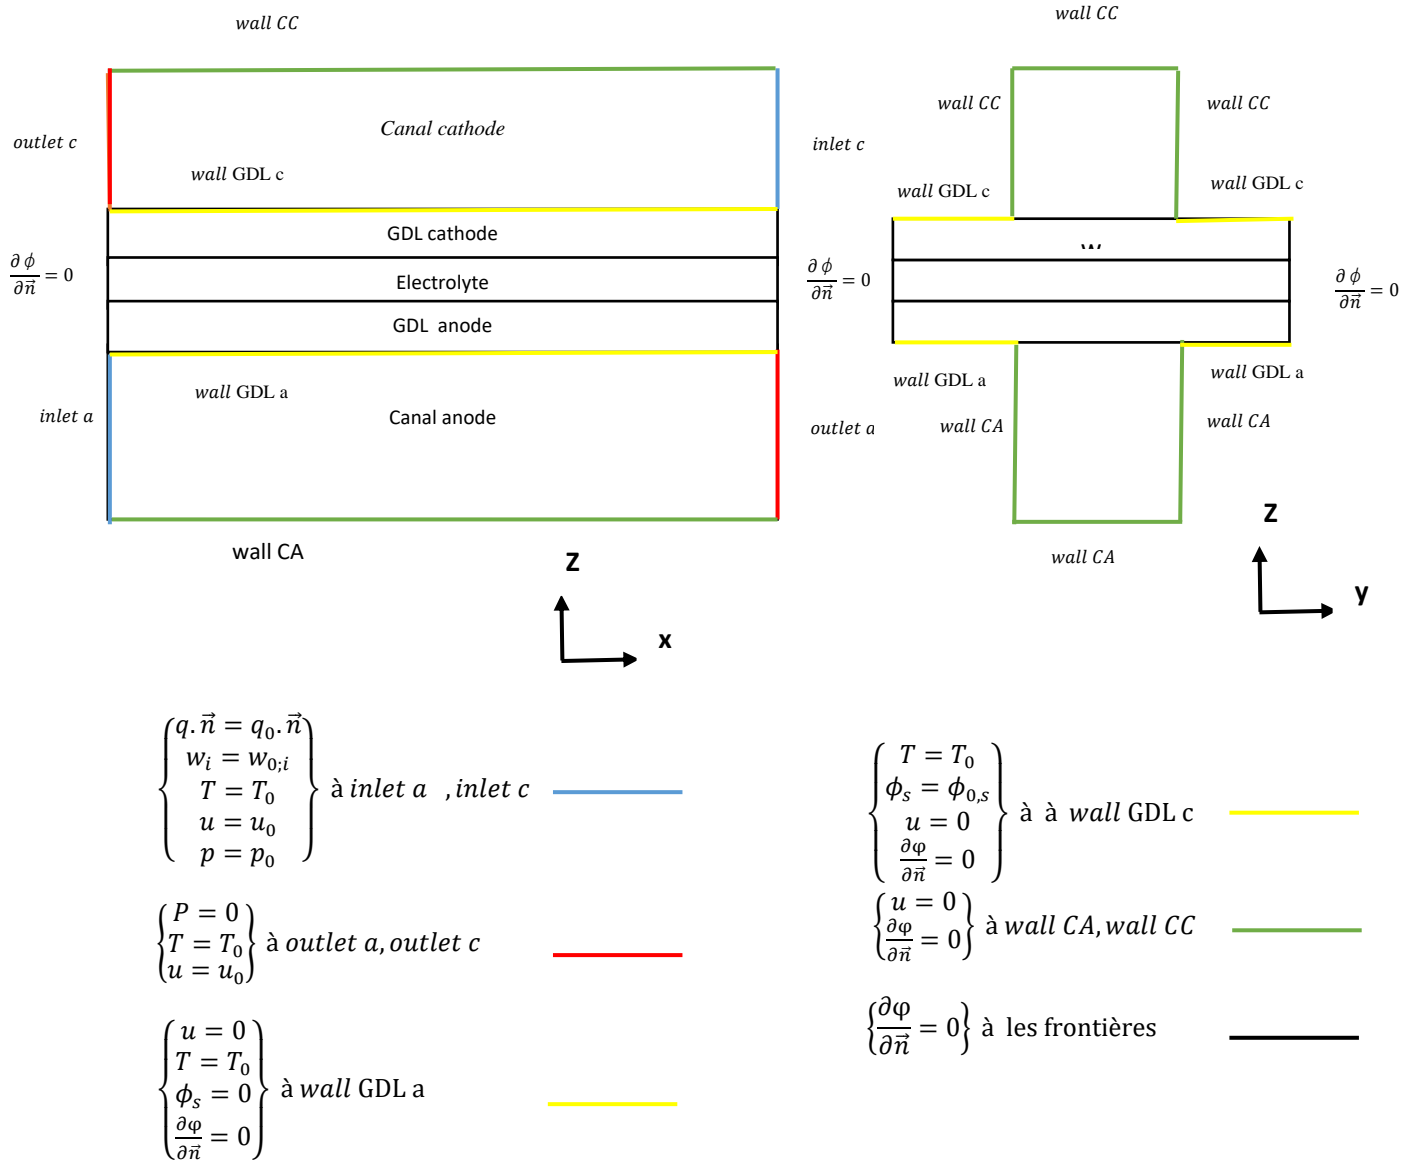 wall CC
wall CC
outlet c
Canal cathode
wall GDL c
inlet c
wall CC
wall CC
wall GDL c
wall GDL c
GDL cathode
Electrolyte
GDL anode
∂ϕ/∂n⃗ = 0
∂ϕ/∂n⃗ = 0
∂ϕ/∂n⃗ = 0
inlet a
wall GDL a
Canal anode
outlet a
wall GDL a
wall GDL a
wall CA
wall CA
wall CA
wall CA
Z
x
Z
y
q.n⃗ = q₀.n⃗
wᵢ = w₀;ᵢ
T = T₀
u = u₀
p = p₀
à inlet a , inlet c
P = 0
T = T₀
u = u₀
à outlet a, outlet c
u = 0
T = T₀
ϕₛ = 0
∂φ/∂n⃗ = 0
à wall GDL a
T = T₀
ϕₛ = ϕ₀,ₛ
u = 0
∂φ/∂n⃗ = 0
à à wall GDL c
u = 0
∂φ/∂n⃗ = 0
à wall CA, wall CC
{∂φ/∂n⃗ = 0} à les frontières